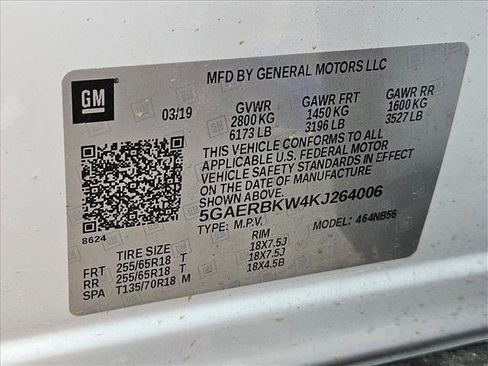 GM
MFD BY GENERAL MOTORS LLC
03/19
GVWR GAWR FRT GAWR RR
2800 KG 1450 KG 1600 KG
6173 LB 3196 LB 3527 LB
THIS VEHICLE CONFORMS TO ALL
APPLICABLE U.S. FEDERAL MOTOR
VEHICLE SAFETY STANDARDS IN EFFECT
ON THE DATE OF MANUFACTURE SHOWN ABOVE.
5GAERBKW4KJ264006
TYPE: M.P.V. MODEL: 464NB56
8624
TIRE SIZE RIM
FRT 255/65R18 T 18X7.5J
RR 255/65R18 T 18X7.5J
SPA T135/70R18 M 18X4.5B